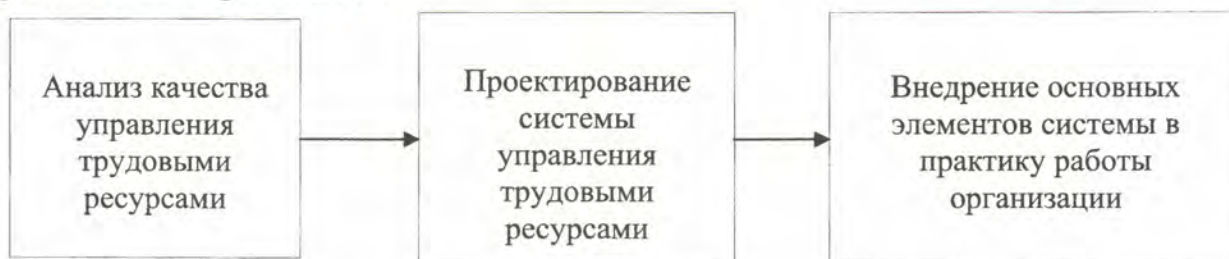 Анализ качества
управления
трудовыми
ресурсами
Проектирование
системы
управления
трудовыми
ресурсами
Внедрение основных
элементов системы в
практику работы
организации